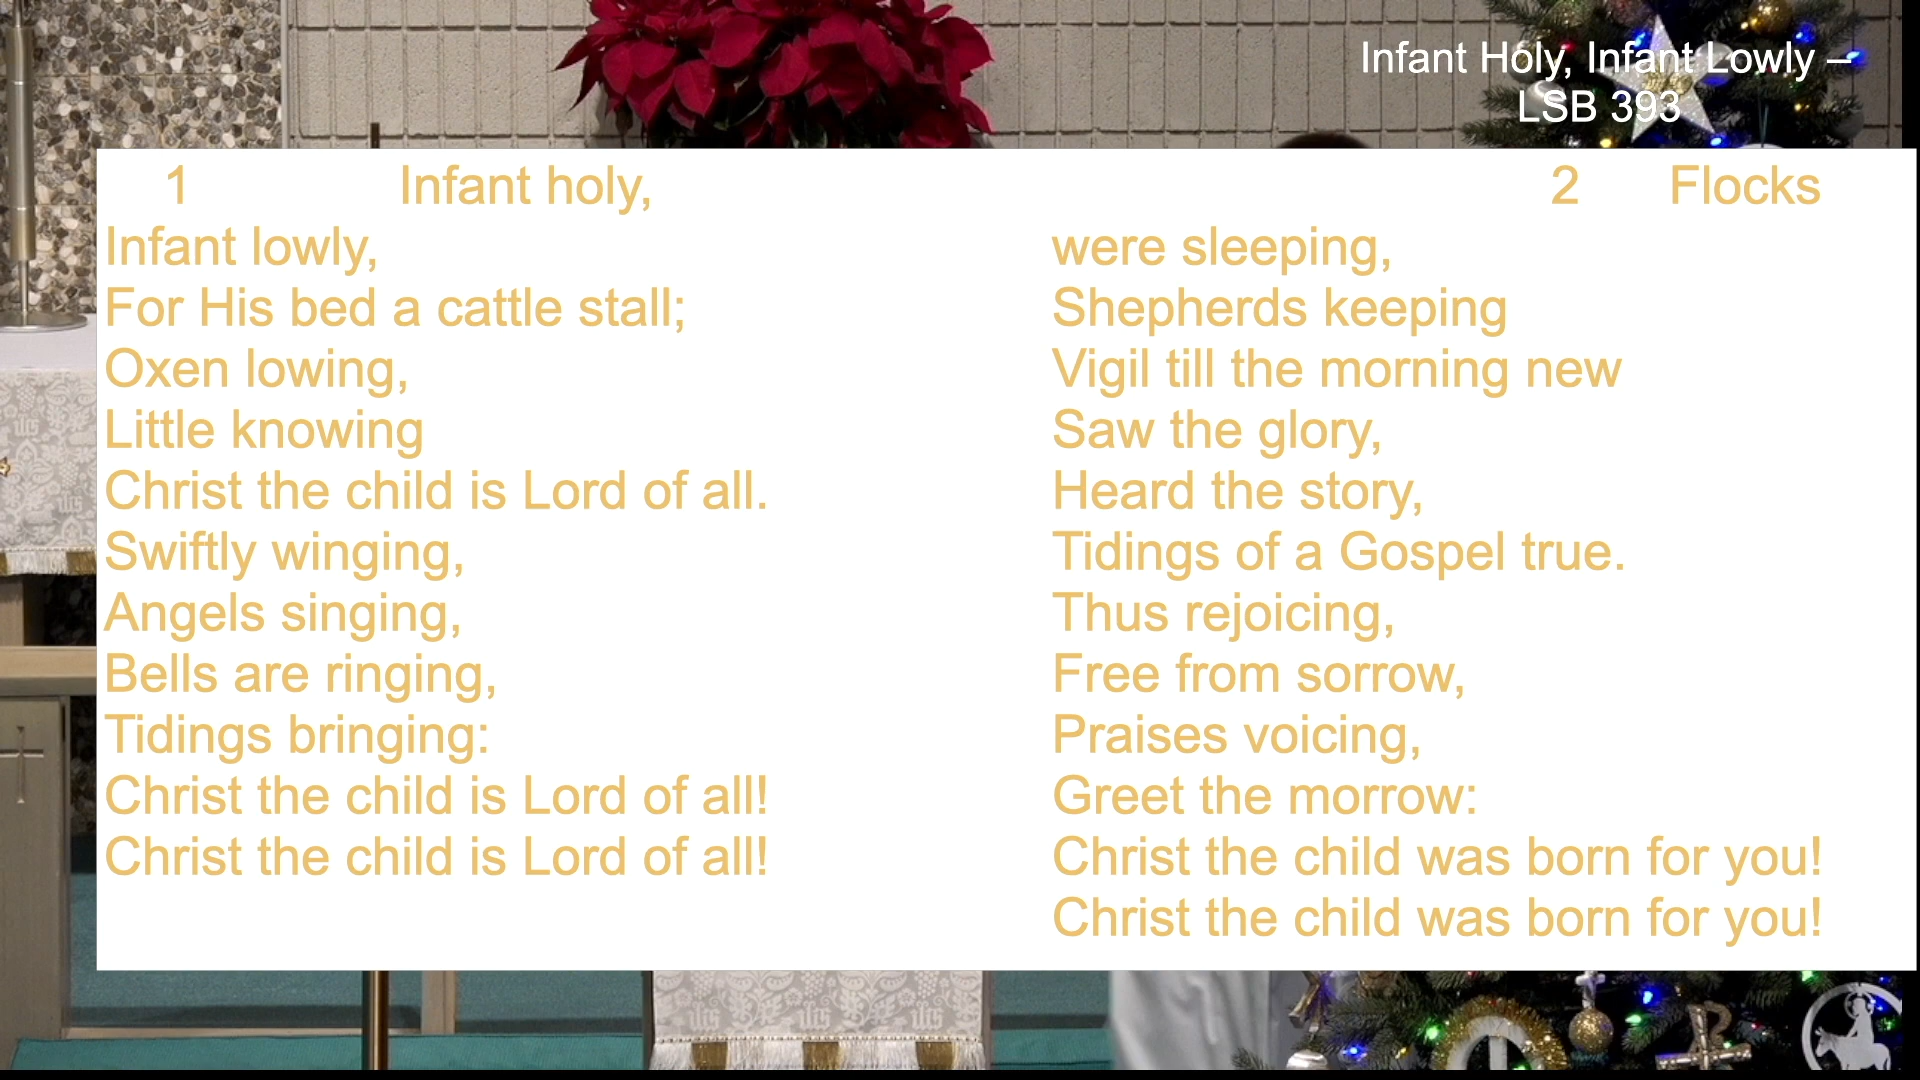 Infant Holy, Infant Lowly –
LSB 393
1 Infant holy,
Infant lowly,
For His bed a cattle stall;
Oxen lowing,
Little knowing
Christ the child is Lord of all.
Swiftly winging,
Angels singing,
Bells are ringing,
Tidings bringing:
Christ the child is Lord of all!
Christ the child is Lord of all!
2 Flocks
were sleeping,
Shepherds keeping
Vigil till the morning new
Saw the glory,
Heard the story,
Tidings of a Gospel true.
Thus rejoicing,
Free from sorrow,
Praises voicing,
Greet the morrow:
Christ the child was born for you!
Christ the child was born for you!